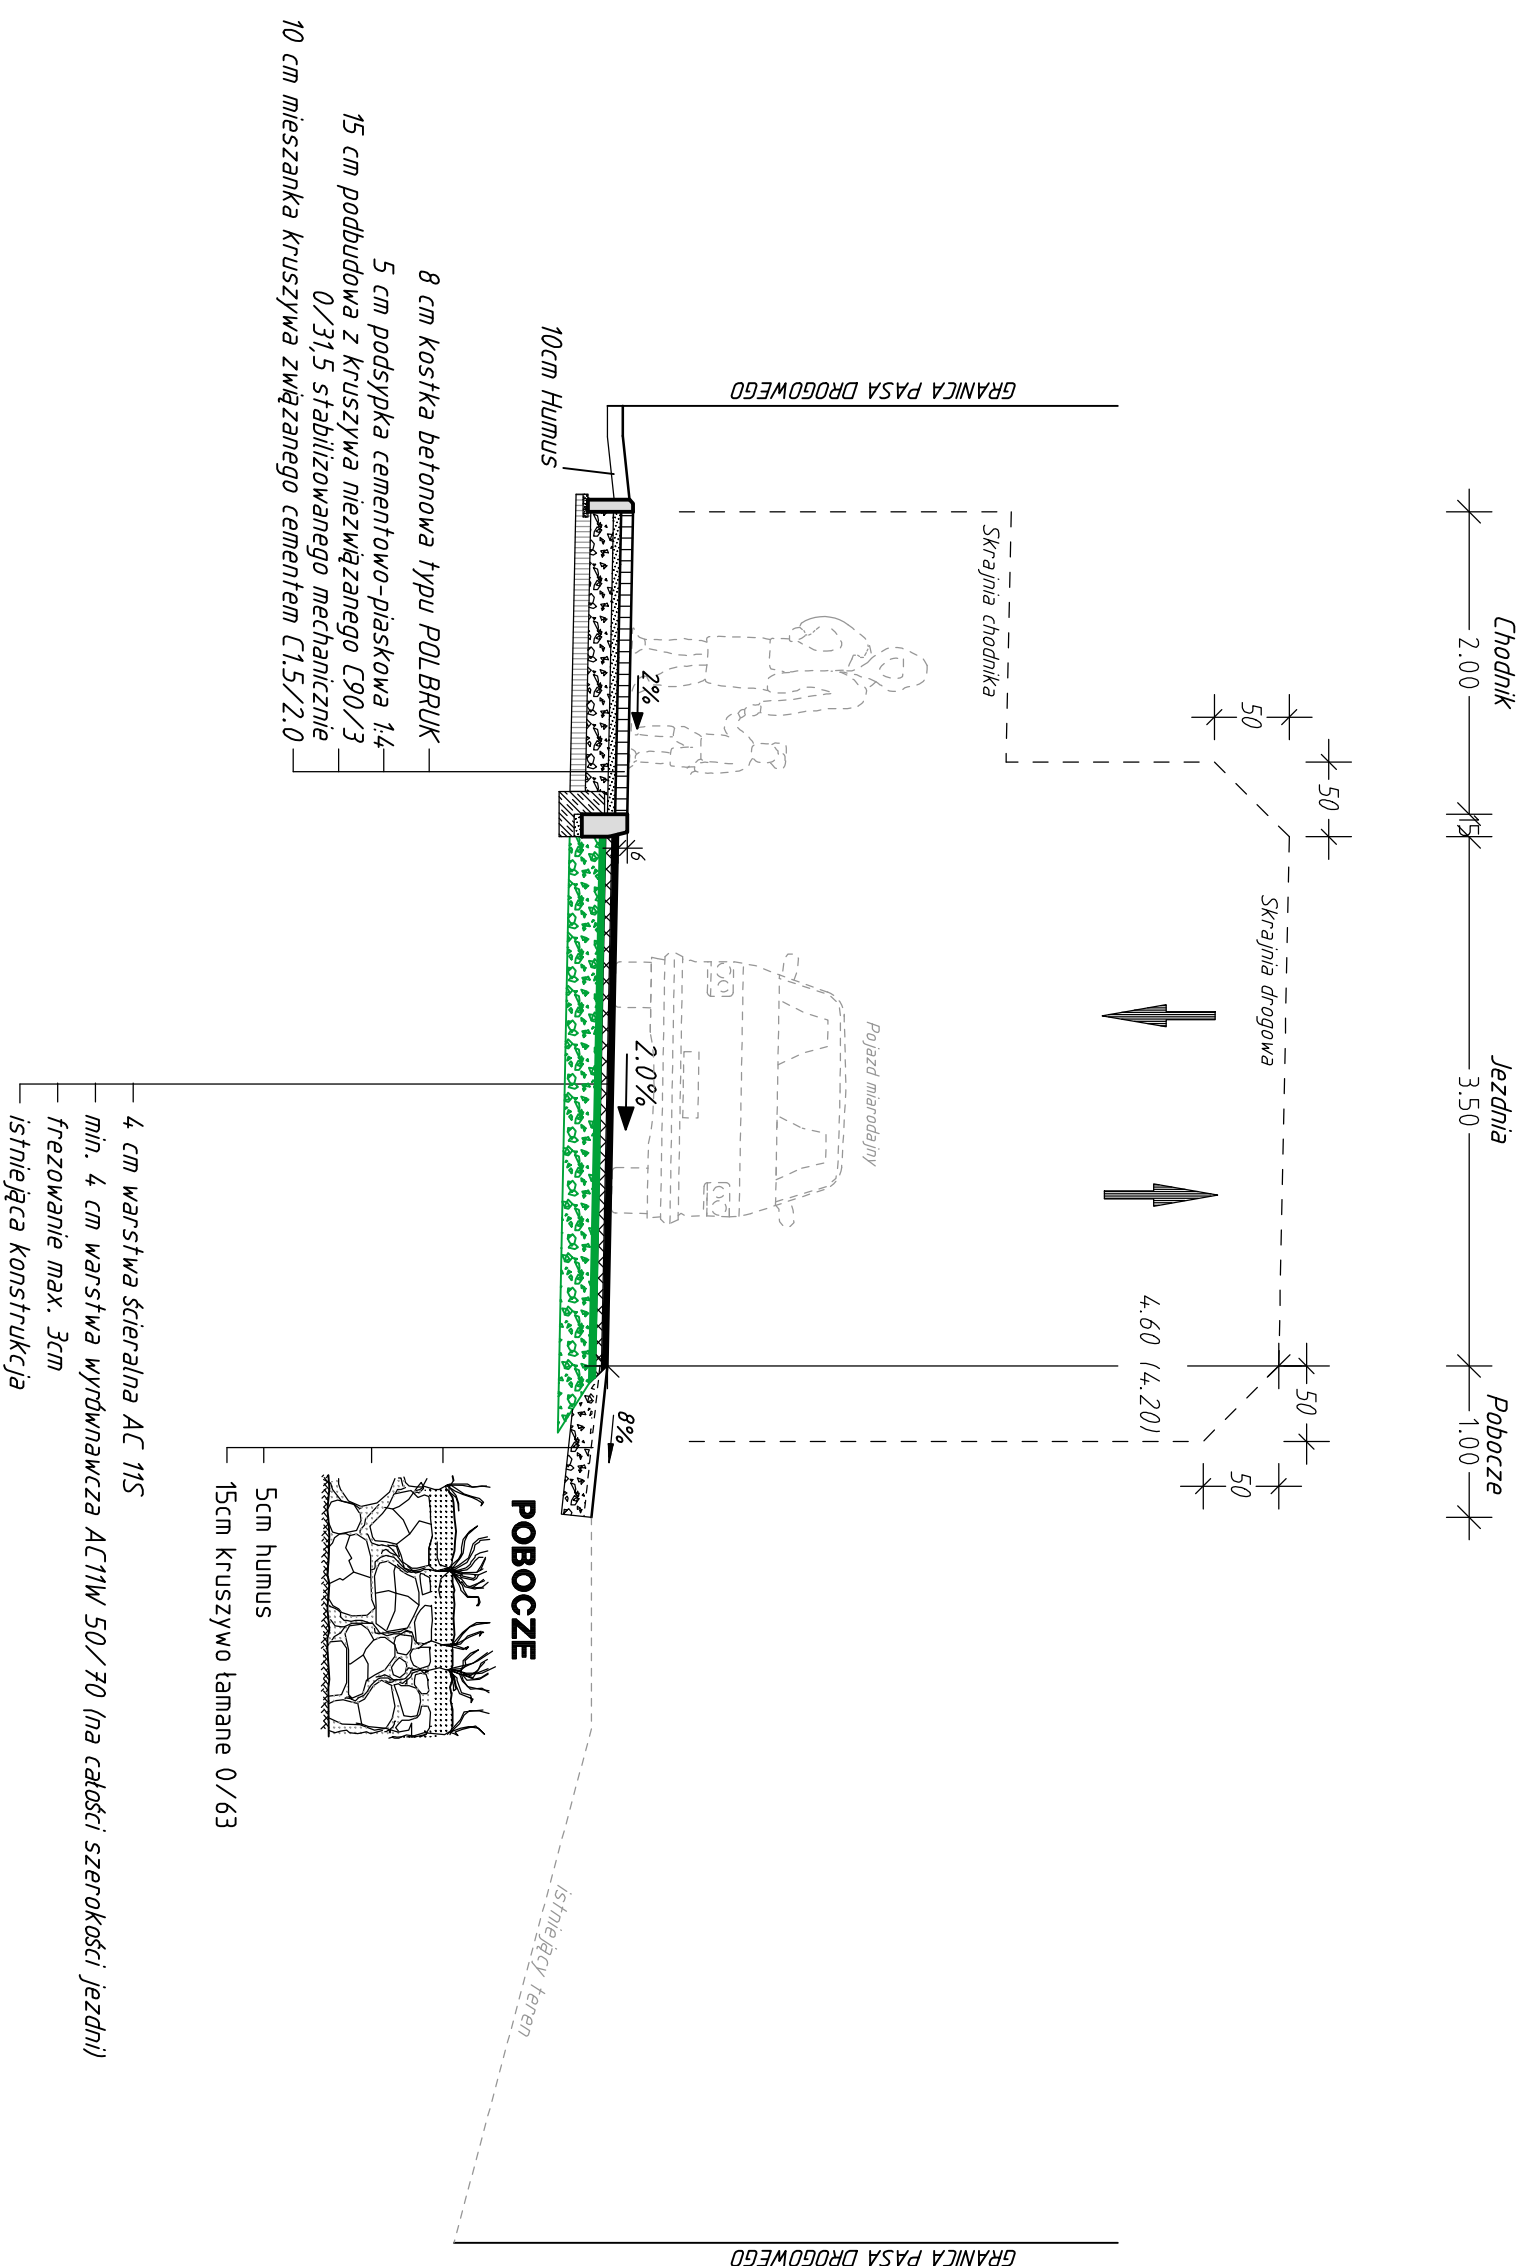 Chodnik
Jezdnia
Pobocze
2.00
15
3.50
1.00
50
50
50
50
Skrajnia drogowa
Skrajnia chodnika
4.60 (4.20)
GRANICA PASA DROGOWEGO
GRANICA PASA DROGOWEGO
Pojazd miarodajny
2%
6
2.0%
8%
10cm Humus
istniejący teren
8 cm kostka betonowa typu POLBRUK
5 cm podsypka cementowo-piaskowa 1:4
15 cm podbudowa z kruszywa niezwiązanego C90/3
0/31,5 stabilizowanego mechanicznie
10 cm mieszanka kruszywa związanego cementem C1.5/2.0
POBOCZE
5cm humus
15cm kruszywo łamane 0/63
4 cm warstwa ścieralna AC 11S
min. 4 cm warstwa wyrównawcza AC11W 50/70 (na całości szerokości jezdni)
frezowanie max. 3cm
istniejąca konstrukcja